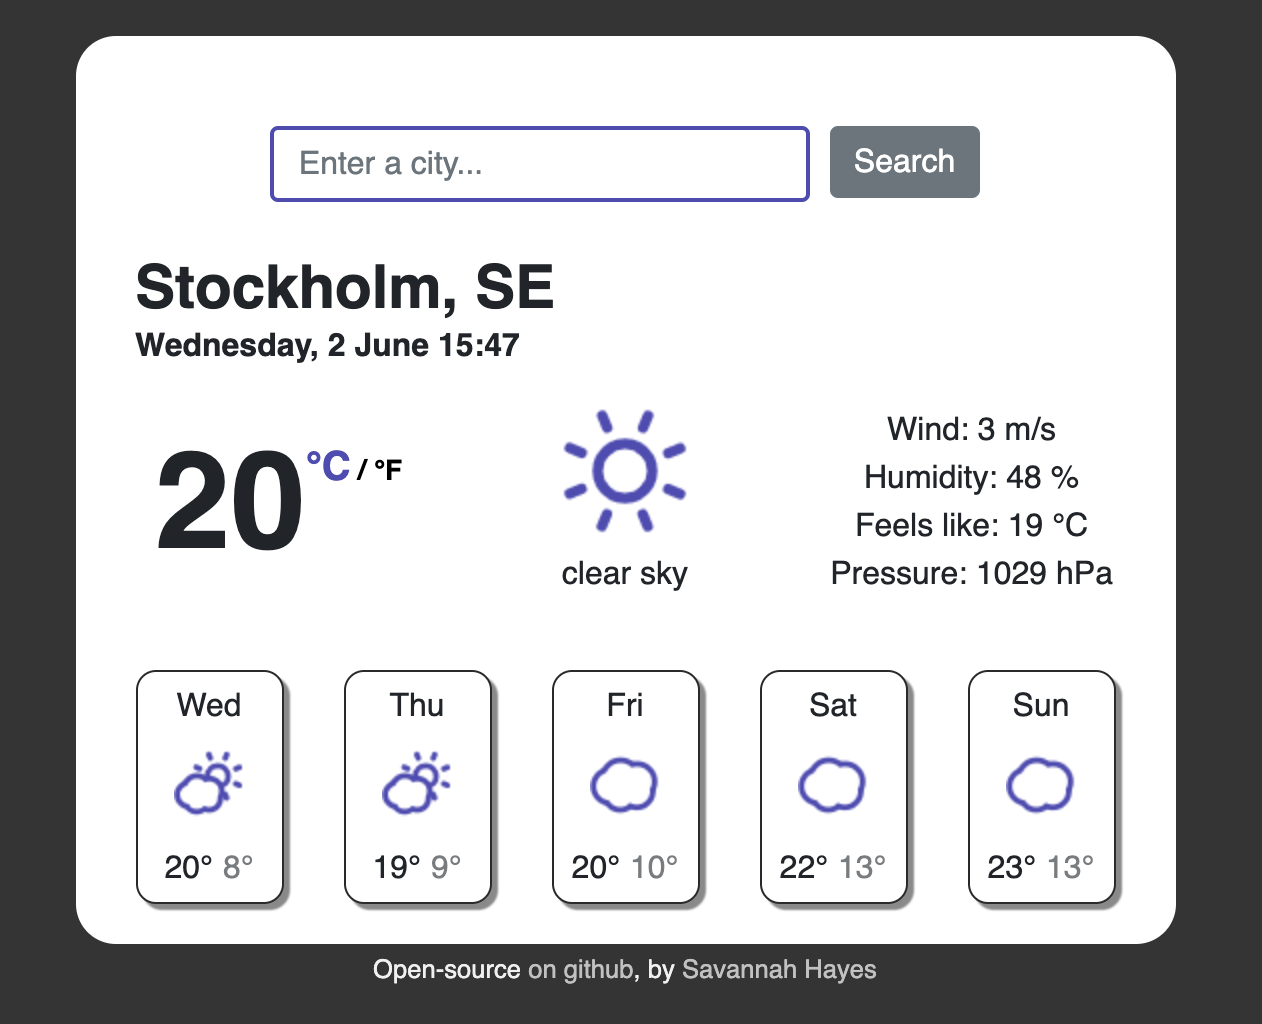 Enter a city...
Search
Stockholm, SE
Wednesday, 2 June 15:47
20 °C / °F
clear sky
Wind: 3 m/s
Humidity: 48 %
Feels like: 19 °C
Pressure: 1029 hPa
Wed
20° 8°
Thu
19° 9°
Fri
20° 10°
Sat
22° 13°
Sun
23° 13°
Open-source on github, by Savannah Hayes